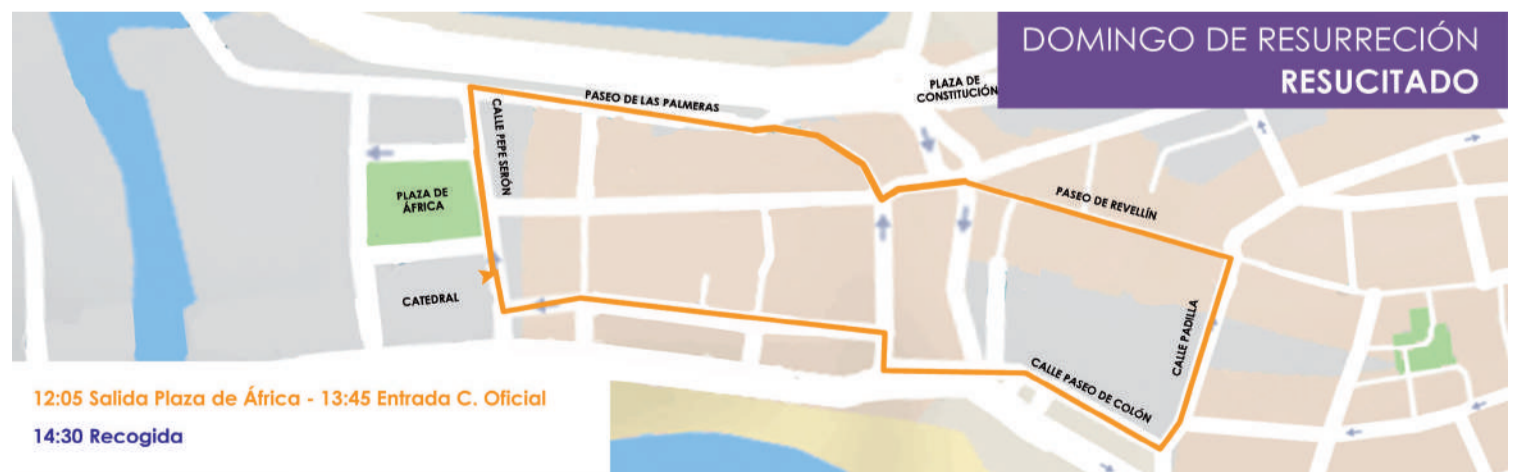 DOMINGO DE RESURRECIÓN
RESUCITADO
PLAZA DE
CONSTITUCIÓN
PASEO DE LAS PALMERAS
CALLE PEPE SERÓN
PLAZA DE
ÁFRICA
PASEO DE REVELLÍN
CATEDRAL
CALLE PADILLA
CALLE PASEO DE COLÓN
12:05 Salida Plaza de África - 13:45 Entrada C. Oficial
14:30 Recogida